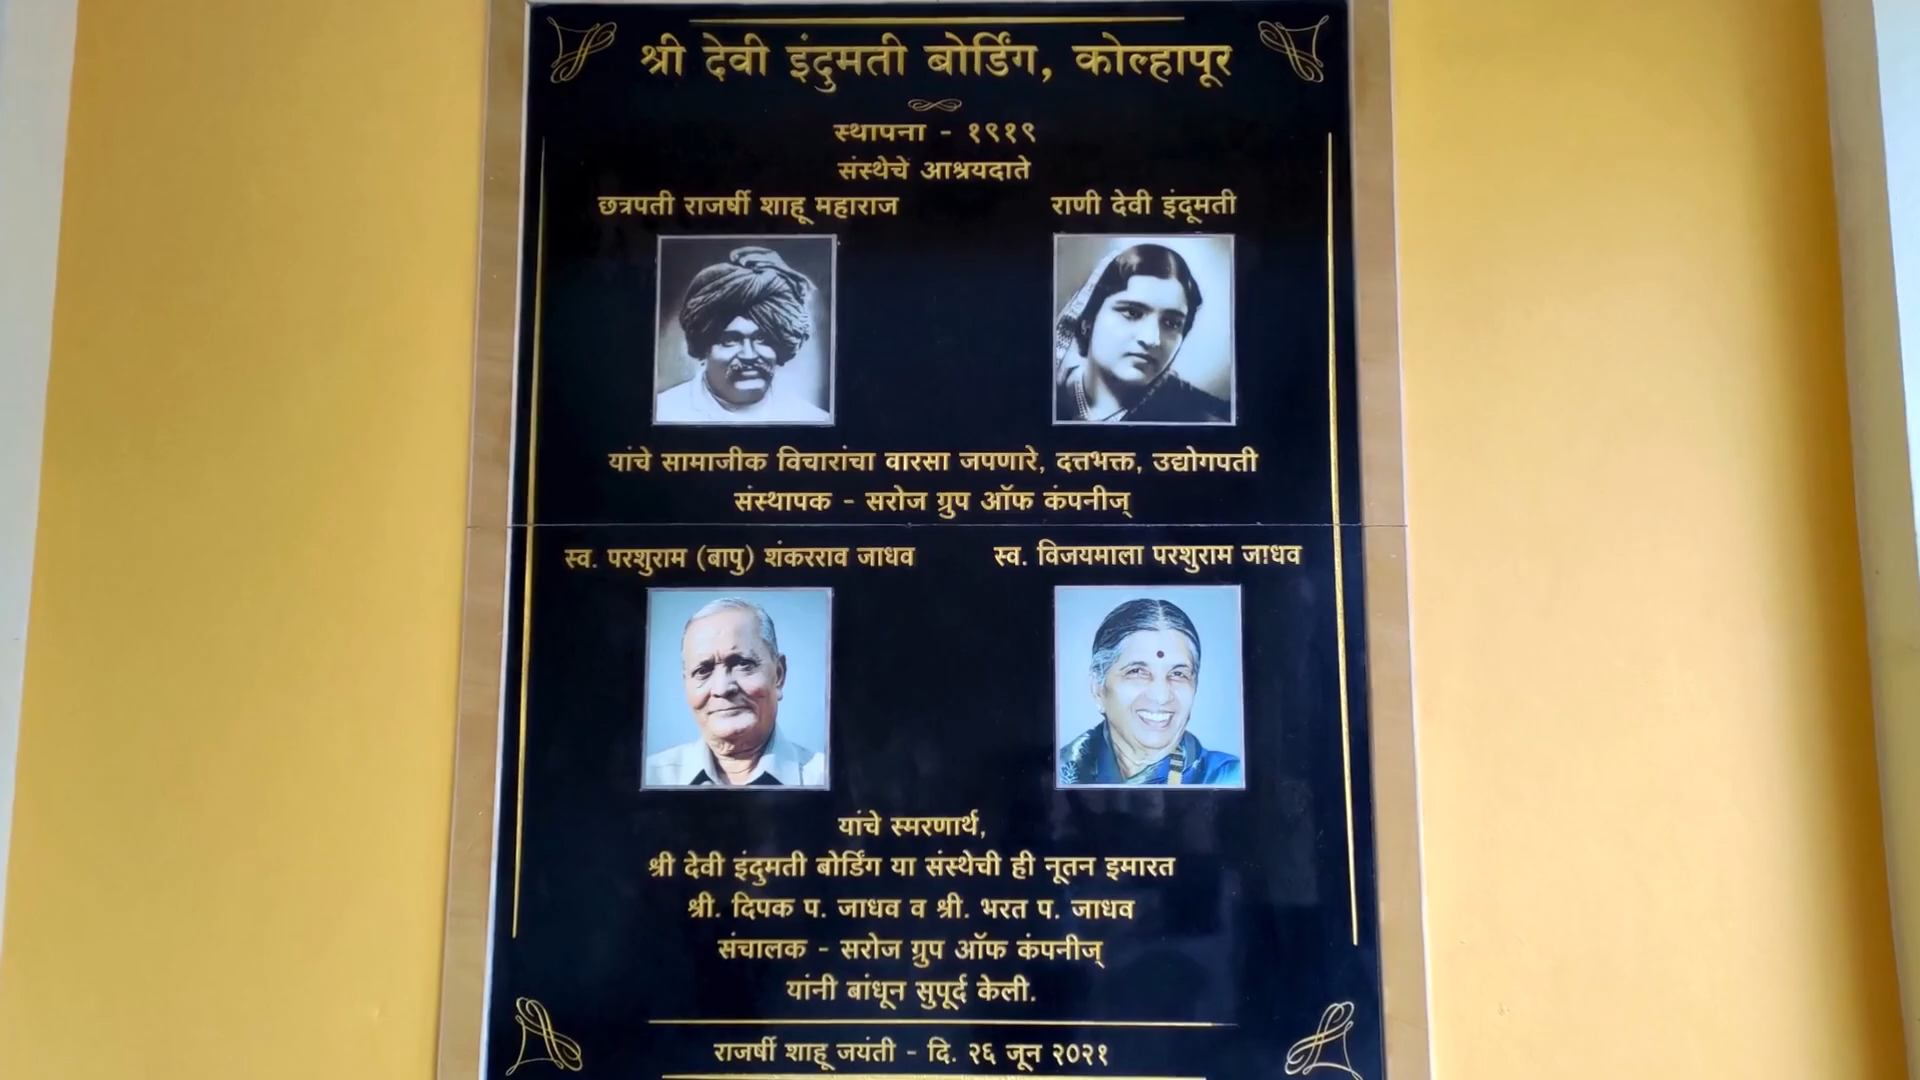 श्री देवी इंदुमती बोर्डिंग, कोल्हापूर
स्थापना - १९१९
संस्थेचे आश्रयदाते
छत्रपती राजर्षी शाहू महाराज
राणी देवी इंदूमती
यांचे सामाजीक विचारांचा वारसा जपणारे, दत्तभक्त, उद्योगपती
संस्थापक - सरोज ग्रुप ऑफ कंपनीज्
स्व. परशुराम (बापु) शंकरराव जाधव
स्व. विजयमाला परशुराम जाधव
यांचे स्मरणार्थ,
श्री देवी इंदुमती बोर्डिंग या संस्थेची ही नूतन इमारत
श्री. दिपक प. जाधव व श्री. भरत प. जाधव
संचालक - सरोज ग्रुप ऑफ कंपनीज्
यांनी बांधून सुपूर्द केली.
राजर्षी शाहू जयंती - दि. २६ जून २०२१